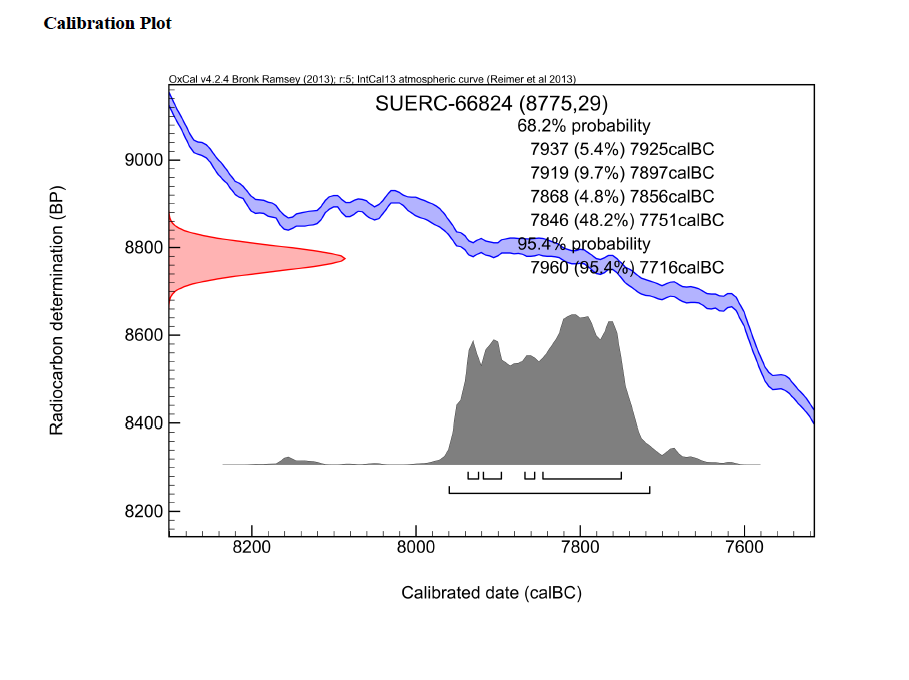 Calibration Plot
OxCal v4.2.4 Bronk Ramsey (2013); r:5; IntCal13 atmospheric curve (Reimer et al 2013)
SUERC-66824 (8775,29)
68.2% probability
7937 (5.4%) 7925calBC
7919 (9.7%) 7897calBC
7868 (4.8%) 7856calBC
7846 (48.2%) 7751calBC
95.4% probability
7960 (95.4%) 7716calBC
Radiocarbon determination (BP)
9000
8800
8600
8400
8200
8200 8000 7800 7600
Calibrated date (calBC)